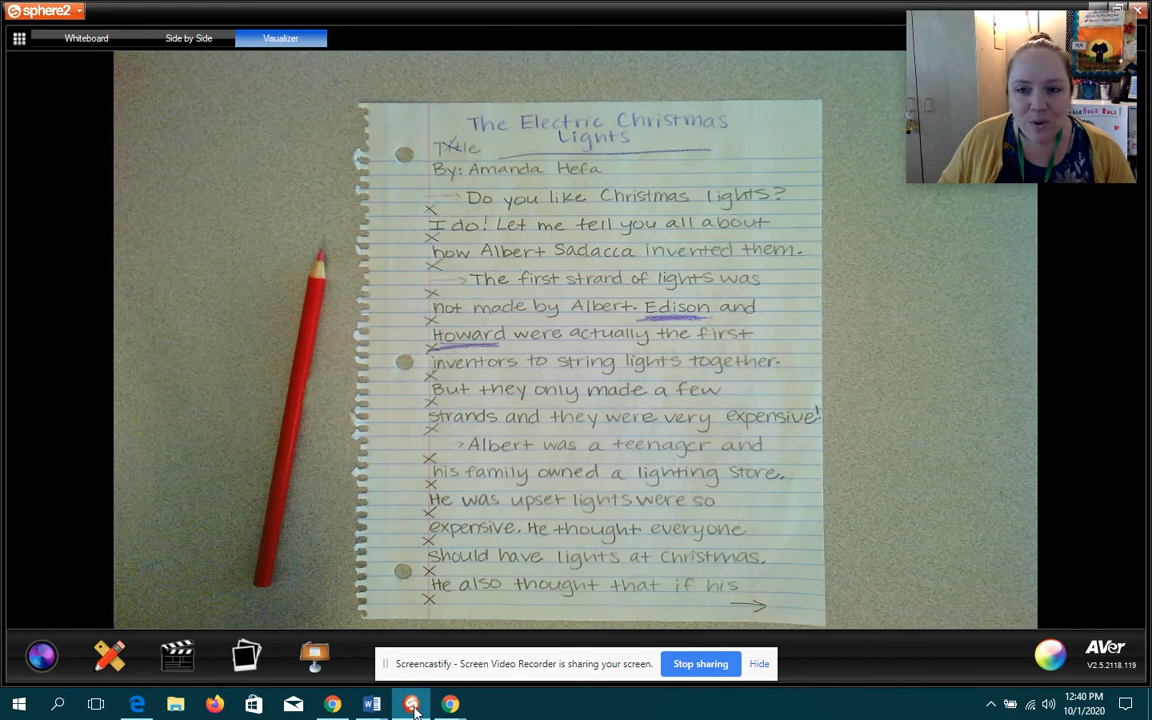 sphere2
Whiteboard
Side by Side
Visualizer
The Electric Christmas
Lights
Title
By: Amanda Hefa
Do you like Christmas lights?
I do! Let me tell you all about
how Albert Sadacca invented them.
The first strand of lights was
not made by Albert. Edison and
Howard were actually the first
inventors to string lights together.
But they only made a few
strands and they were very expensive!
Albert was a teenager and
his family owned a lighting store.
He was upset lights were so
expensive. He thought everyone
should have lights at Christmas.
He also thought that if his
Screencastify - Screen Video Recorder is sharing your screen.
Stop sharing
Hide
AVer
V2.5.2118.119
12:40 PM
10/1/2020